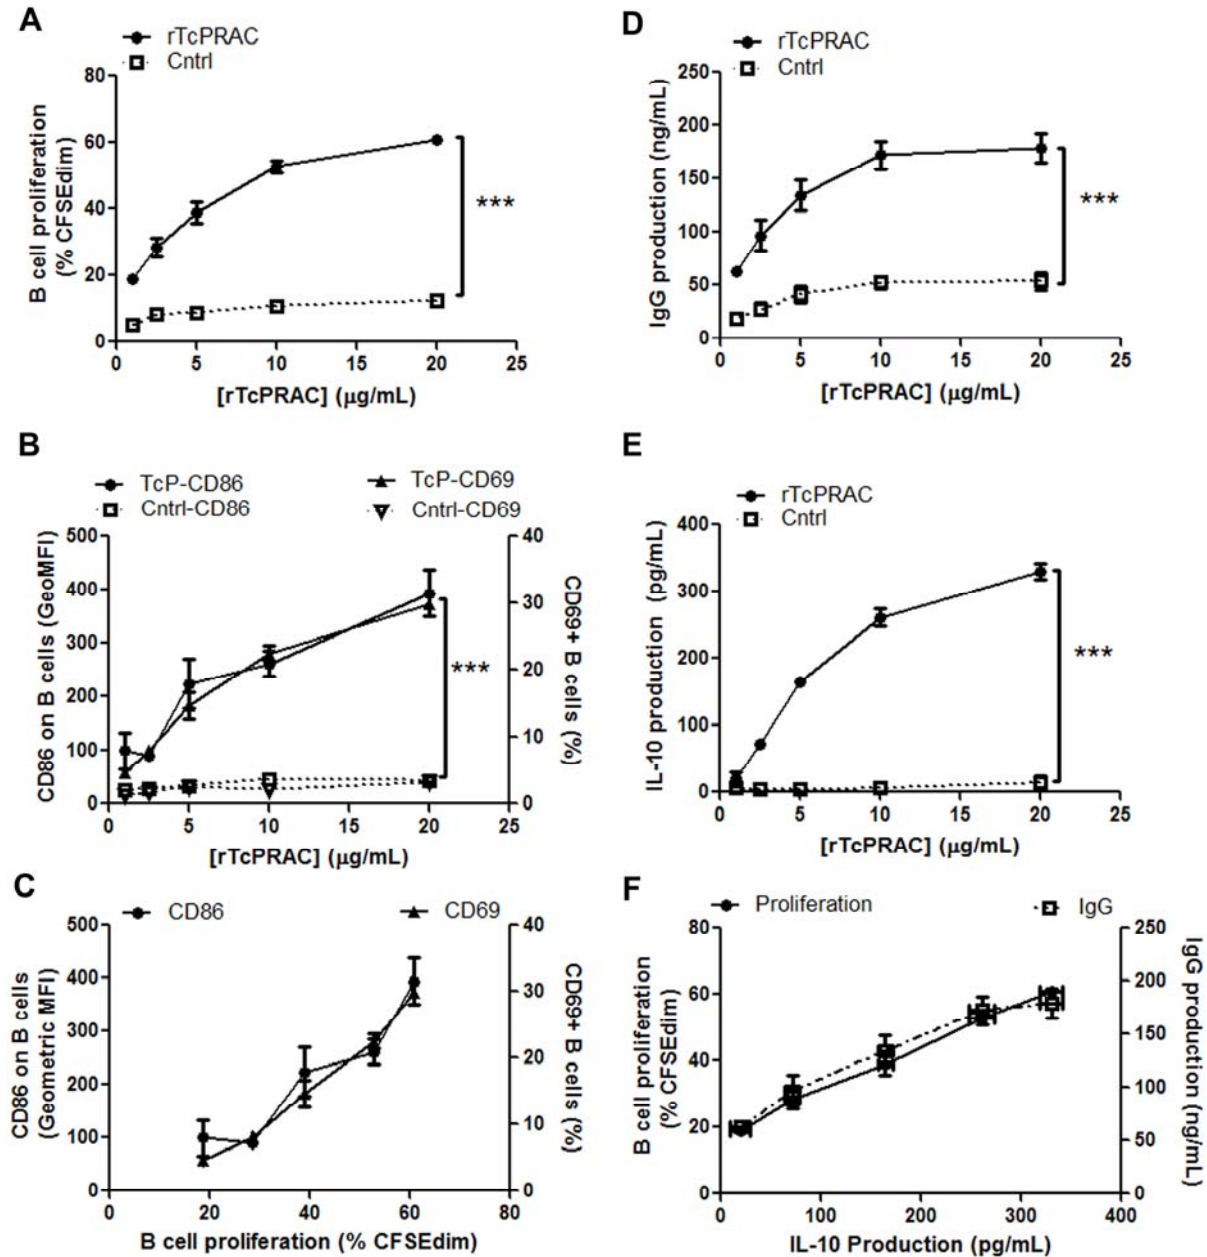 A
rTcPRAC
Cntrl
B cell proliferation
(% CFSEdim)
80
60
40
20
0
***
0 5 10 15 20 25
[rTcPRAC] (μg/mL)
D
rTcPRAC
Cntrl
IgG production (ng/mL)
250
200
150
100
50
0
***
0 5 10 15 20 25
[rTcPRAC] (μg/mL)
B
TcP-CD86 TcP-CD69
Cntrl-CD86 Cntrl-CD69
CD86 on B cells (GeoMFI)
500
400
300
200
100
0
***
40
30
20
10
0
CD69+ B cells (%)
0 5 10 15 20 25
[rTcPRAC] (μg/mL)
E
rTcPRAC
Cntrl
IL-10 production (pg/mL)
400
300
200
100
0
***
0 5 10 15 20 25
[rTcPRAC] (μg/mL)
C
CD86 CD69
CD86 on B cells
(Geometric MFI)
500
400
300
200
100
0
40
30
20
10
0
CD69+ B cells (%)
0 20 40 60 80
B cell proliferation (% CFSEdim)
F
Proliferation IgG
B cell proliferation
(% CFSEdim)
80
60
40
20
0
250
200
150
100
50
0
IgG production (ng/mL)
0 100 200 300 400
IL-10 Production (pg/mL)